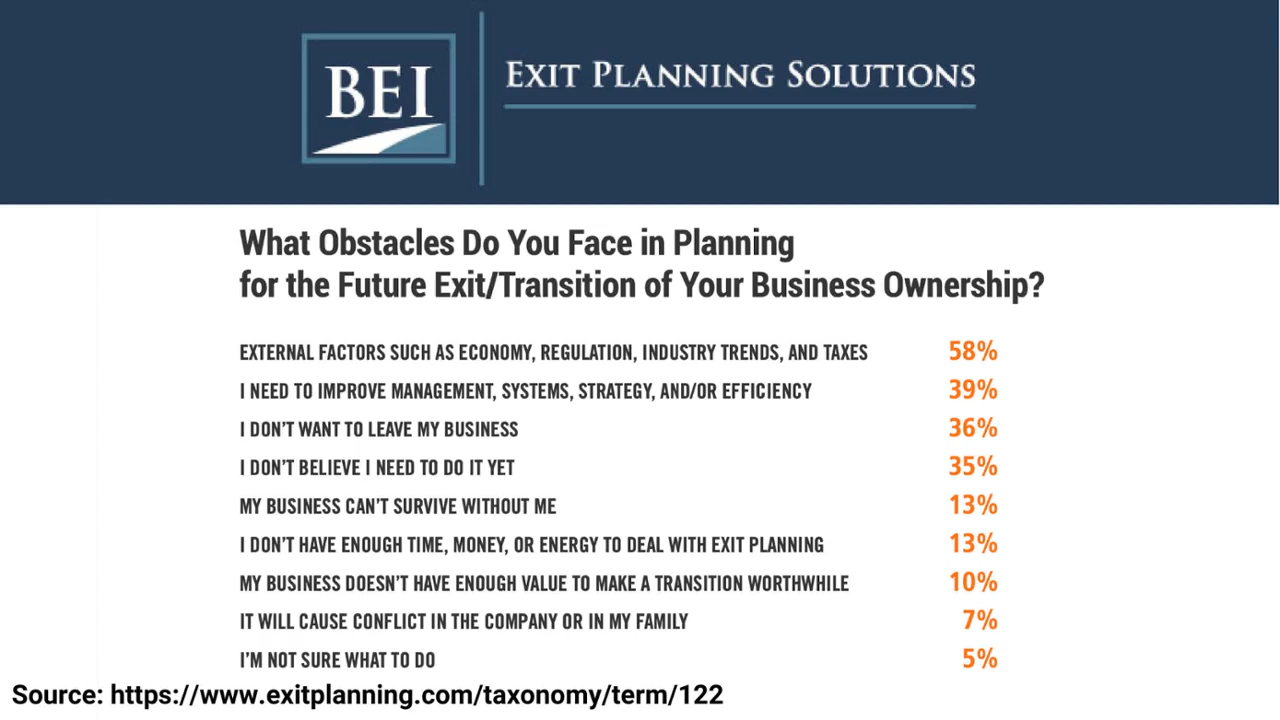 BEI
EXIT PLANNING SOLUTIONS
What Obstacles Do You Face in Planning
for the Future Exit/Transition of Your Business Ownership?
EXTERNAL FACTORS SUCH AS ECONOMY, REGULATION, INDUSTRY TRENDS, AND TAXES 58%
I NEED TO IMPROVE MANAGEMENT, SYSTEMS, STRATEGY, AND/OR EFFICIENCY 39%
I DON'T WANT TO LEAVE MY BUSINESS 36%
I DON'T BELIEVE I NEED TO DO IT YET 35%
MY BUSINESS CAN'T SURVIVE WITHOUT ME 13%
I DON'T HAVE ENOUGH TIME, MONEY, OR ENERGY TO DEAL WITH EXIT PLANNING 13%
MY BUSINESS DOESN'T HAVE ENOUGH VALUE TO MAKE A TRANSITION WORTHWHILE 10%
IT WILL CAUSE CONFLICT IN THE COMPANY OR IN MY FAMILY 7%
I'M NOT SURE WHAT TO DO 5%
Source: https://www.exitplanning.com/taxonomy/term/122